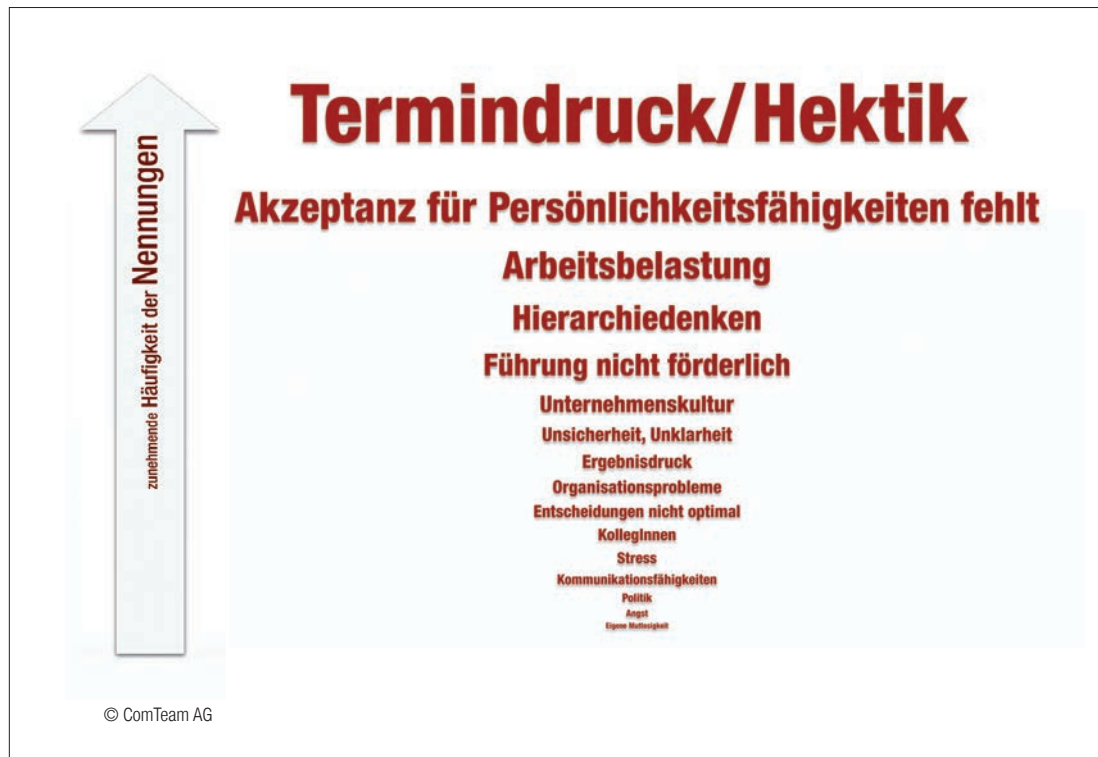 zunehmende Häufigkeit der Nennungen
Termindruck/Hektik
Akzeptanz für Persönlichkeitsfähigkeiten fehlt
Arbeitsbelastung
Hierarchiedenken
Führung nicht förderlich
Unternehmenskultur
Unsicherheit, Unklarheit
Ergebnisdruck
Organisationsprobleme
Entscheidungen nicht optimal
KollegInnen
Stress
Kommunikationsfähigkeiten
Politik
Angst
Eigene Mutlosigkeit
© ComTeam AG